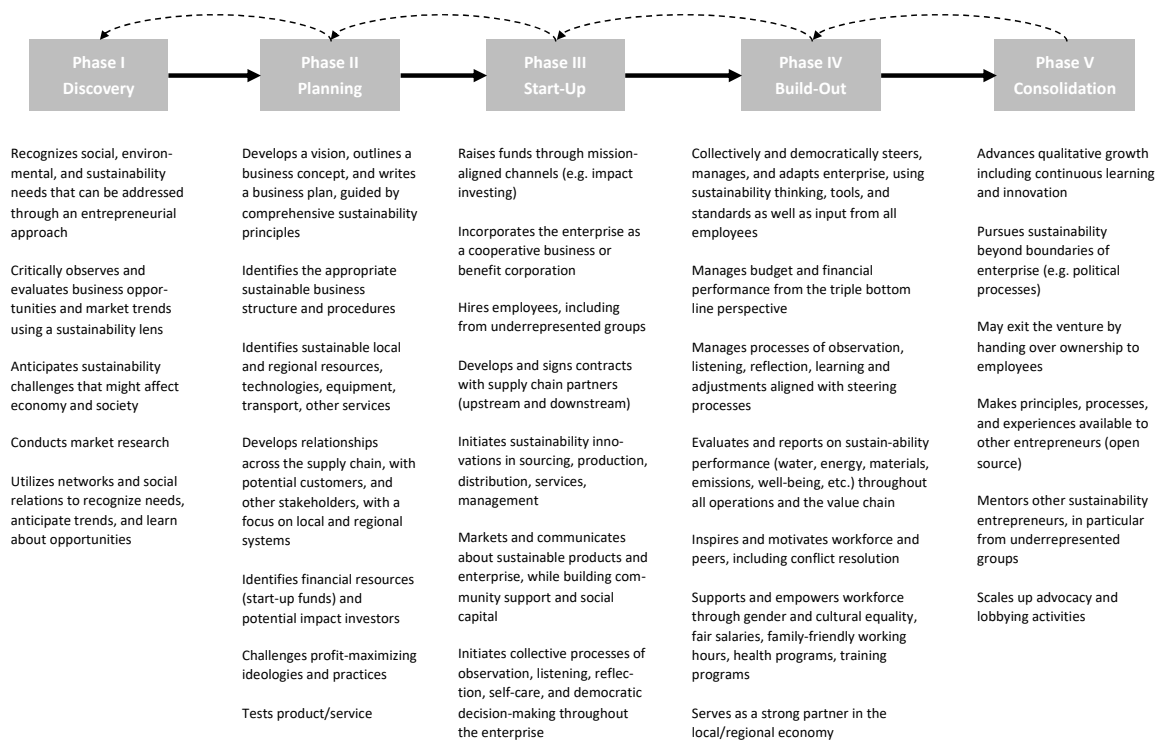 Phase I
Discovery
Phase II
Planning
Phase III
Start-Up
Phase IV
Build-Out
Phase V
Consolidation
Recognizes social, environ-
mental, and sustainability
needs that can be addressed
through an entrepreneurial
approach
Critically observes and
evaluates business oppor-
tunities and market trends
using a sustainability lens
Anticipates sustainability
challenges that might affect
economy and society
Conducts market research
Utilizes networks and social
relations to recognize needs,
anticipate trends, and learn
about opportunities
Develops a vision, outlines a
business concept, and writes
a business plan, guided by
comprehensive sustainability
principles
Identifies the appropriate
sustainable business
structure and procedures
Identifies sustainable local
and regional resources,
technologies, equipment,
transport, other services
Develops relationships
across the supply chain, with
potential customers, and
other stakeholders, with a
focus on local and regional
systems
Identifies financial resources
(start-up funds) and
potential impact investors
Challenges profit-maximizing
ideologies and practices
Tests product/service
Raises funds through mission-
aligned channels (e.g. impact
investing)
Incorporates the enterprise as
a cooperative business or
benefit corporation
Hires employees, including
from underrepresented groups
Develops and signs contracts
with supply chain partners
(upstream and downstream)
Initiates sustainability inno-
vations in sourcing, production,
distribution, services,
management
Markets and communicates
about sustainable products and
enterprise, while building com-
munity support and social
capital
Initiates collective processes of
observation, listening, reflec-
tion, self-care, and democratic
decision-making throughout
the enterprise
Collectively and democratically steers,
manages, and adapts enterprise, using
sustainability thinking, tools, and
standards as well as input from all
employees
Manages budget and financial
performance from the triple bottom
line perspective
Manages processes of observation,
listening, reflection, learning and
adjustments aligned with steering
processes
Evaluates and reports on sustain-ability
performance (water, energy, materials,
emissions, well-being, etc.) throughout
all operations and the value chain
Inspires and motivates workforce and
peers, including conflict resolution
Supports and empowers workforce
through gender and cultural equality,
fair salaries, family-friendly working
hours, health programs, training
programs
Serves as a strong partner in the
local/regional economy
Advances qualitative growth
including continuous learning
and innovation
Pursues sustainability
beyond boundaries of
enterprise (e.g. political
processes)
May exit the venture by
handing over ownership to
employees
Makes principles, processes,
and experiences available to
other entrepreneurs (open
source)
Mentors other sustainability
entrepreneurs, in particular
from underrepresented
groups
Scales up advocacy and
lobbying activities